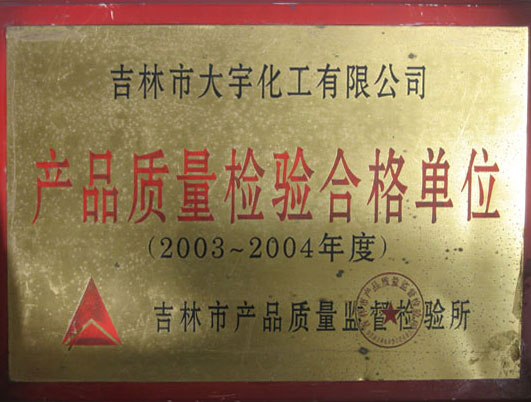 吉林市大宇化工有限公司
产品质量检验合格单位
(2003~2004年度)
吉林市产品质量监督检验所